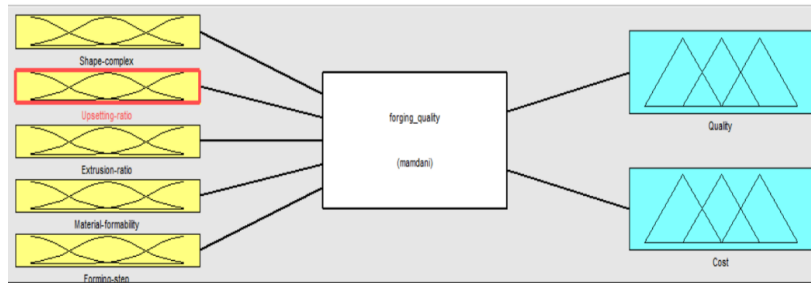 Shape-complex
Upsetting-ratio
Extrusion-ratio
Material-formability
Forming-step
forging_quality
(mamdani)
Quality
Cost